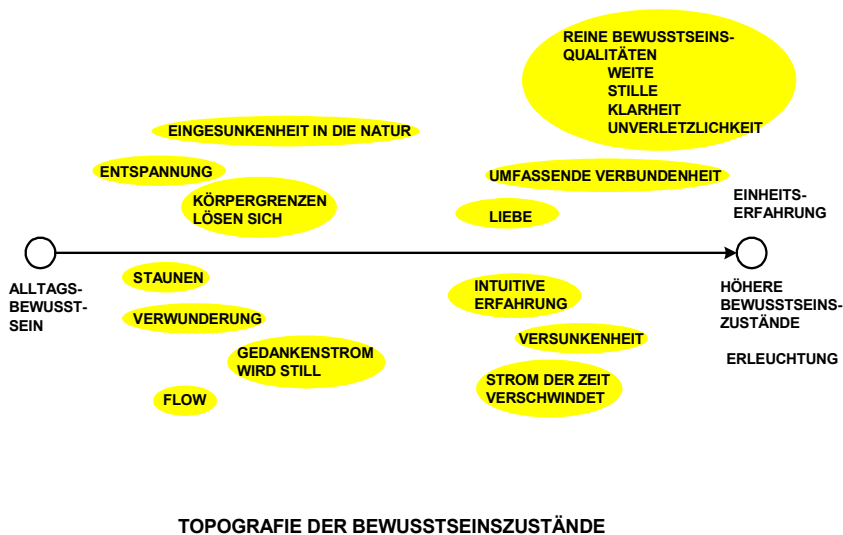 REINE BEWUSSTSEINS-
QUALITÄTEN
WEITE
STILLE
KLARHEIT
UNVERLETZLICHKEIT
EINGESUNKENHEIT IN DIE NATUR
ENTSPANNUNG
UMFASSENDE VERBUNDENHEIT
KÖRPERGRENZEN
LÖSEN SICH
LIEBE
EINHEITS-
ERFAHRUNG
ALLTAGS-
BEWUSST-
SEIN
STAUNEN
VERWUNDERUNG
GEDANKENSTROM
WIRD STILL
FLOW
INTUITIVE
ERFAHRUNG
VERSUNKENHEIT
STROM DER ZEIT
VERSCHWINDET
HÖHERE
BEWUSSTSEINS-
ZUSTÄNDE
ERLEUCHTUNG
TOPOGRAFIE DER BEWUSSTSEINSZUSTÄNDE